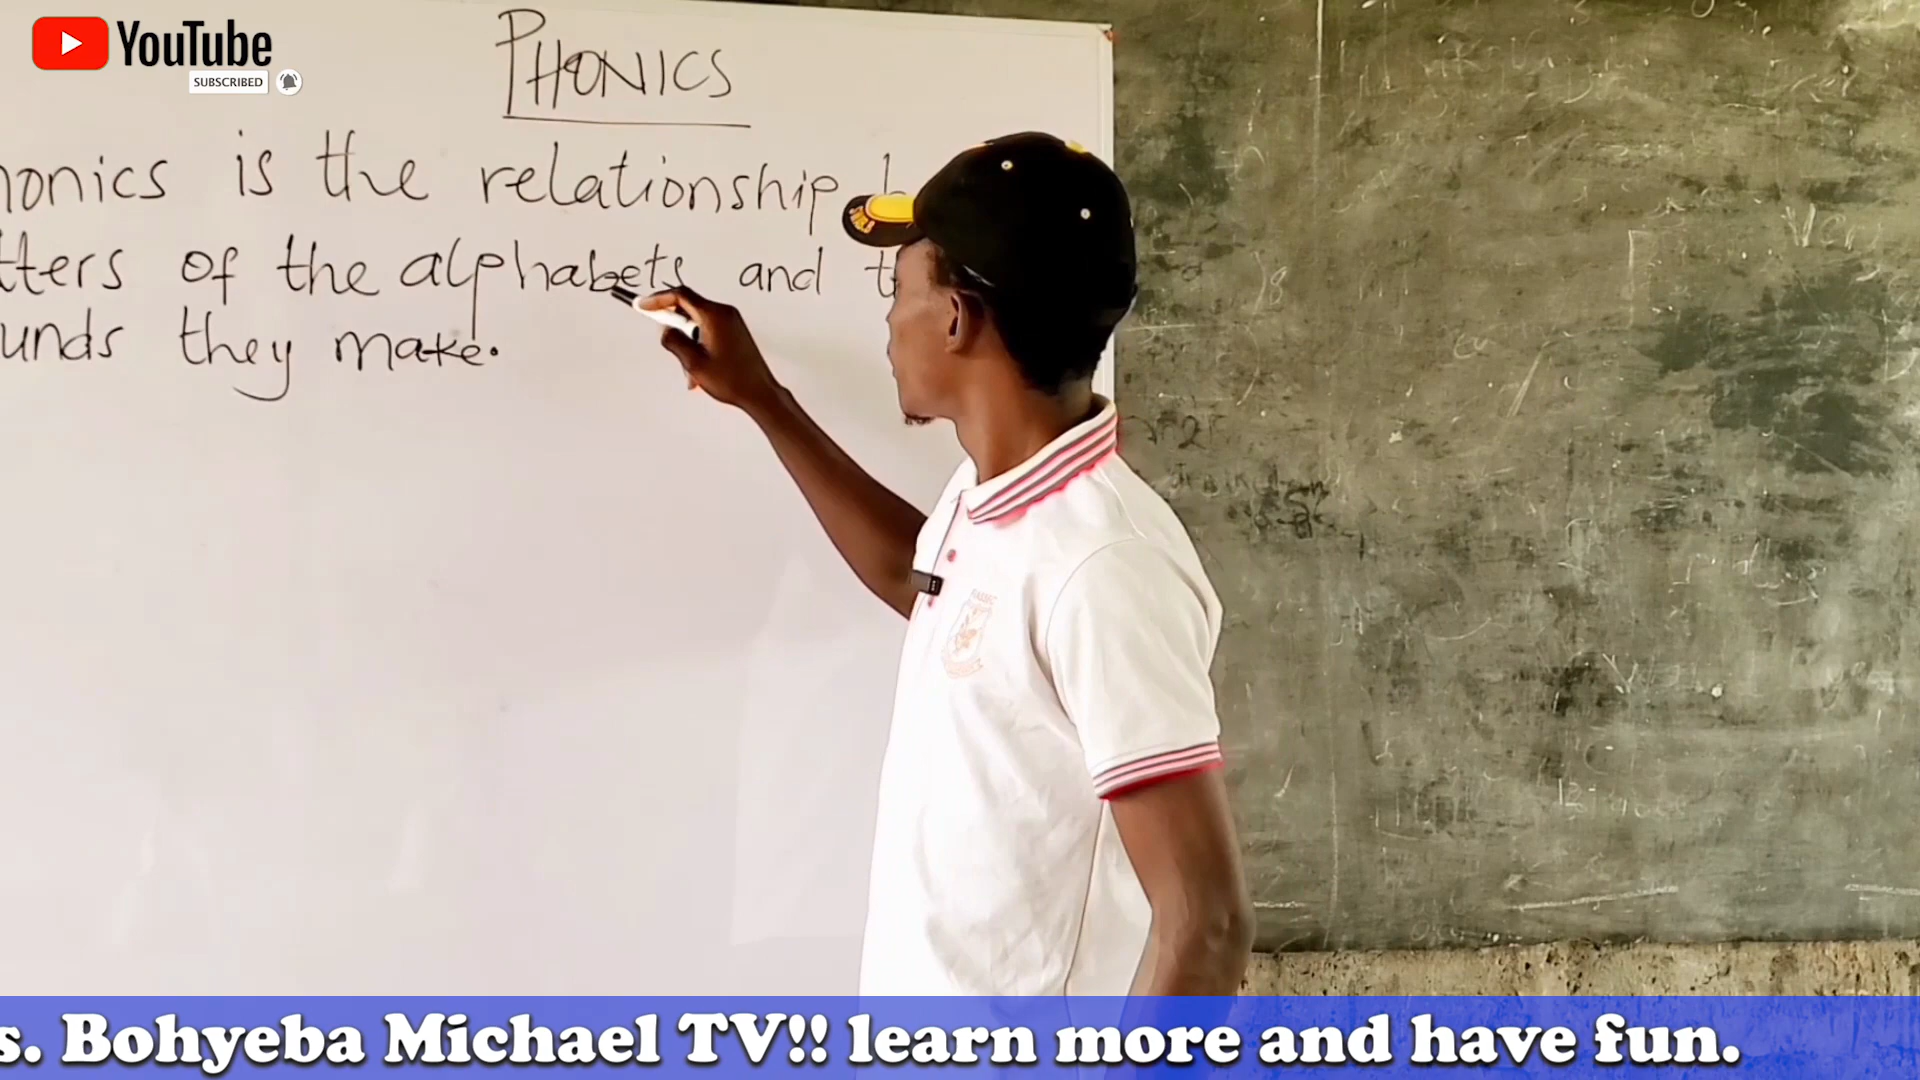 YouTube
SUBSCRIBED
PHONICS
honics is the relationship
tters of the alphabets and
unds they make.
s. Bohyeba Michael TV!! learn more and have fun.